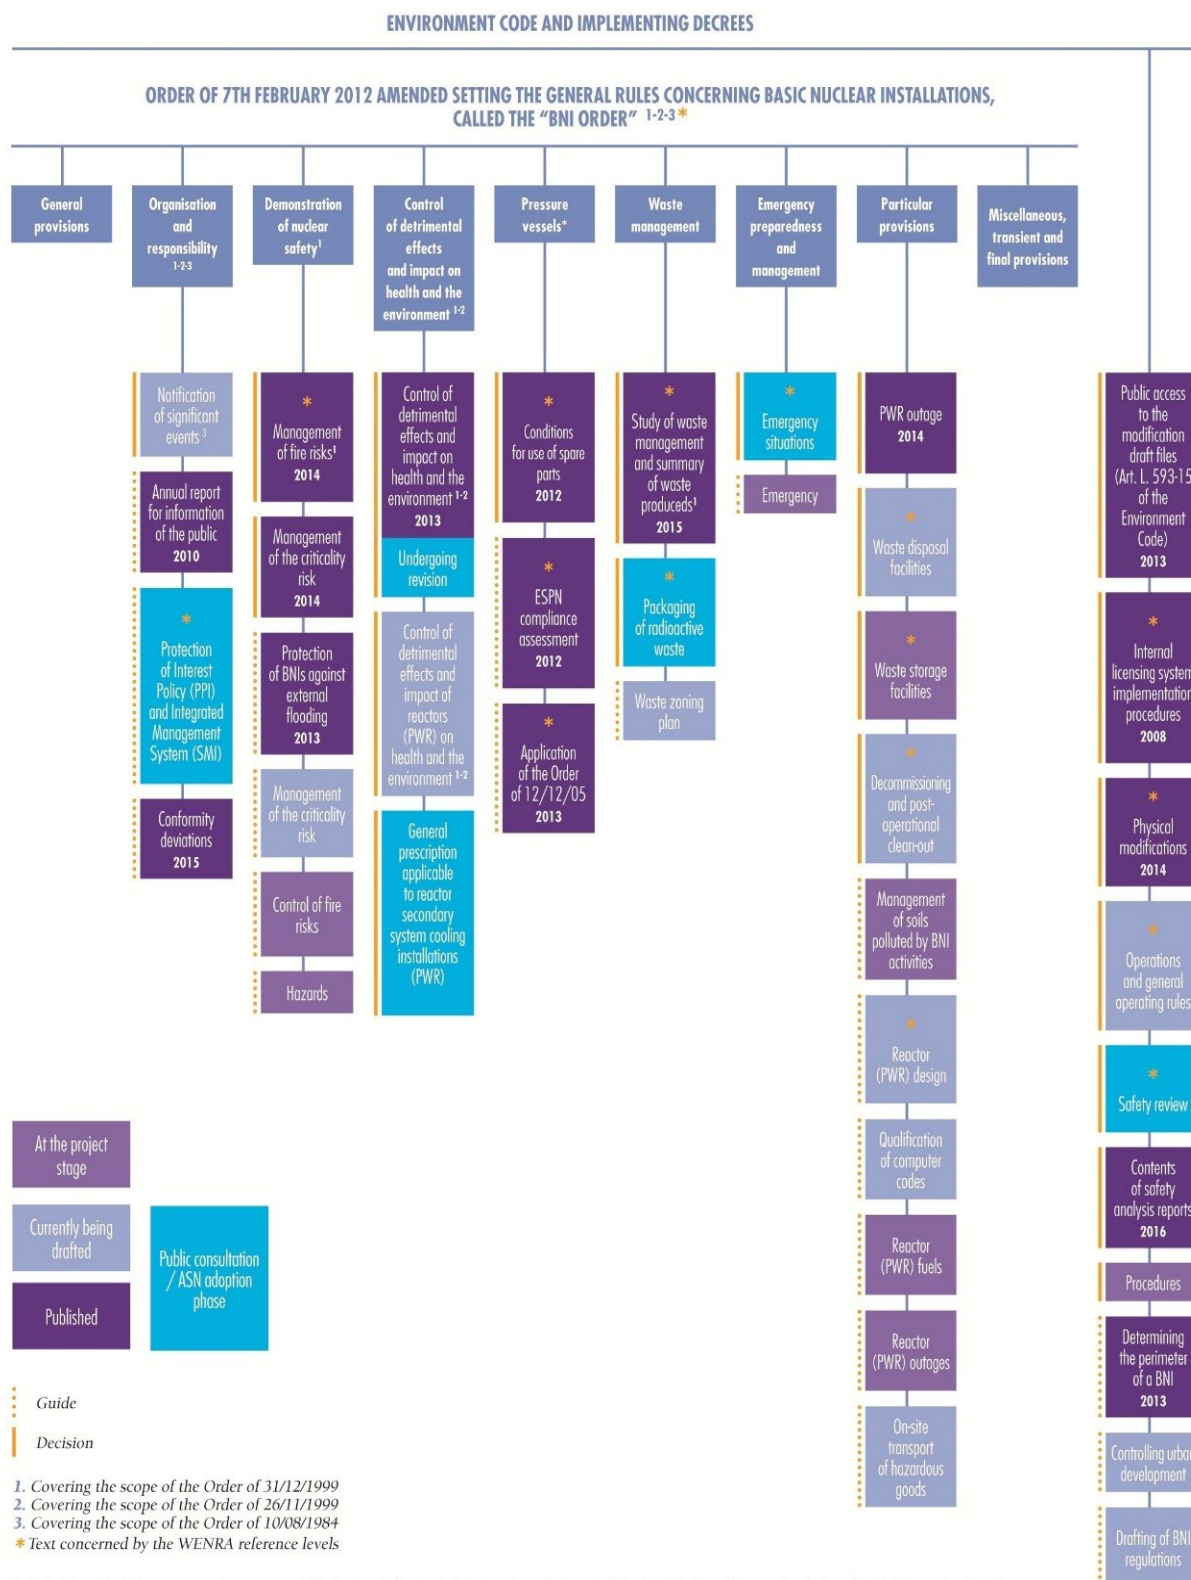 ENVIRONMENT CODE AND IMPLEMENTING DECREES
ORDER OF 7TH FEBRUARY 2012 AMENDED SETTING THE GENERAL RULES CONCERNING BASIC NUCLEAR INSTALLATIONS,
CALLED THE “BNI ORDER” 1-2-3 *
General
provisions
Organisation
and
responsibility
1-2-3
Demonstration
of nuclear
safety1
Control
of detrimental
effects
and impact on
health and the
environment 1-2
Pressure
vessels*
Waste
management
Emergency
preparedness
and
management
Particular
provisions
Miscellaneous,
transient and
final provisions
Notification
of significant
events 3
Annual report
for information
of the public
2010
*
Protection
of Interest
Policy (PPI)
and Integrated
Management
System (SMI)
Conformity
deviations
2015
*
Management
of fire risks1
2014
Management
of the criticality
risk
2014
Protection
of BNIs against
external
flooding
2013
Management
of the criticality
risk
Control of fire
risks
Hazards
Control of
detrimental
effects and
impact on
health and the
environment 1-2
2013
Undergoing
revision
Control of
detrimental
effects and
impact of
reactors
(PWR) on
health and the
environment 1-2
General
prescription
applicable
to reactor
secondary
system cooling
installations
(PWR)
*
Conditions
for use of spare
parts
2012
*
ESPN
compliance
assessment
2012
*
Application
of the Order
of 12/12/05
2013
*
Study of waste
management
and summary
of waste
produceds1
2015
*
Packaging
of radioactive
waste
Waste zoning
plan
*
Emergency
situations
Emergency
PWR outage
2014
*
Waste disposal
facilities
*
Waste storage
facilities
*
Decommissioning
and post-
operational
clean-out
Management
of soils
polluted by BNI
activities
*
Reactor
(PWR) design
Qualification
of computer
codes
Reactor
(PWR) fuels
Reactor
(PWR) outages
On-site
transport
of hazardous
goods
Public access
to the
modification
draft files
(Art. L. 593-15
of the
Environment
Code)
2013
*
Internal
licensing system
implementation
procedures
2008
*
Physical
modifications
2014
*
Operations
and general
operating rules
*
Safety review
Contents
of safety
analysis reports
2016
Procedures
Determining
the perimeter
of a BNI
2013
Controlling urban
development
Drafting of BNI
regulations
At the project
stage
Currently being
drafted
Published
Public consultation
/ ASN adoption
phase
Guide
Decision
1. Covering the scope of the Order of 31/12/1999
2. Covering the scope of the Order of 26/11/1999
3. Covering the scope of the Order of 10/08/1984
* Text concerned by the WENRA reference levels